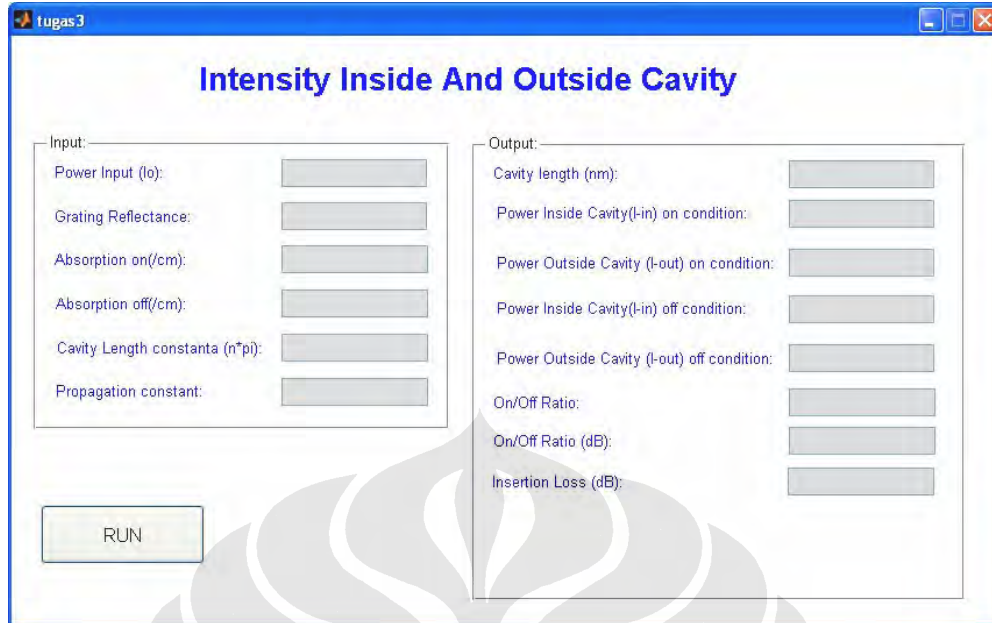 tugas3
Intensity Inside And Outside Cavity
Input:
Power Input (Io):
Grating Reflectance:
Absorption on(/cm):
Absorption off(/cm):
Cavity Length constanta (n*pi):
Propagation constant:
RUN
Output:
Cavity length (nm):
Power Inside Cavity(I-in) on condition:
Power Outside Cavity (I-out) on condition:
Power Inside Cavity(I-in) off condition:
Power Outside Cavity (I-out) off condition:
On/Off Ratio:
On/Off Ratio (dB):
Insertion Loss (dB):